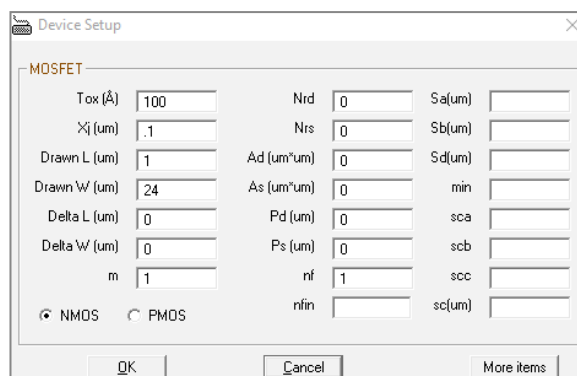 Device Setup
MOSFET
Tox (Å) 100 Nrd 0 Sa(um)
Xj (um) .1 Nrs 0 Sb(um)
Drawn L (um) 1 Ad (um*um) 0 Sd(um)
Drawn W (um) 24 As (um*um) 0 min
Delta L (um) 0 Pd (um) 0 sca
Delta W (um) 0 Ps (um) 0 scb
m 1 nf 1 scc
NMOS PMOS nfin sc(um)
OK Cancel More items